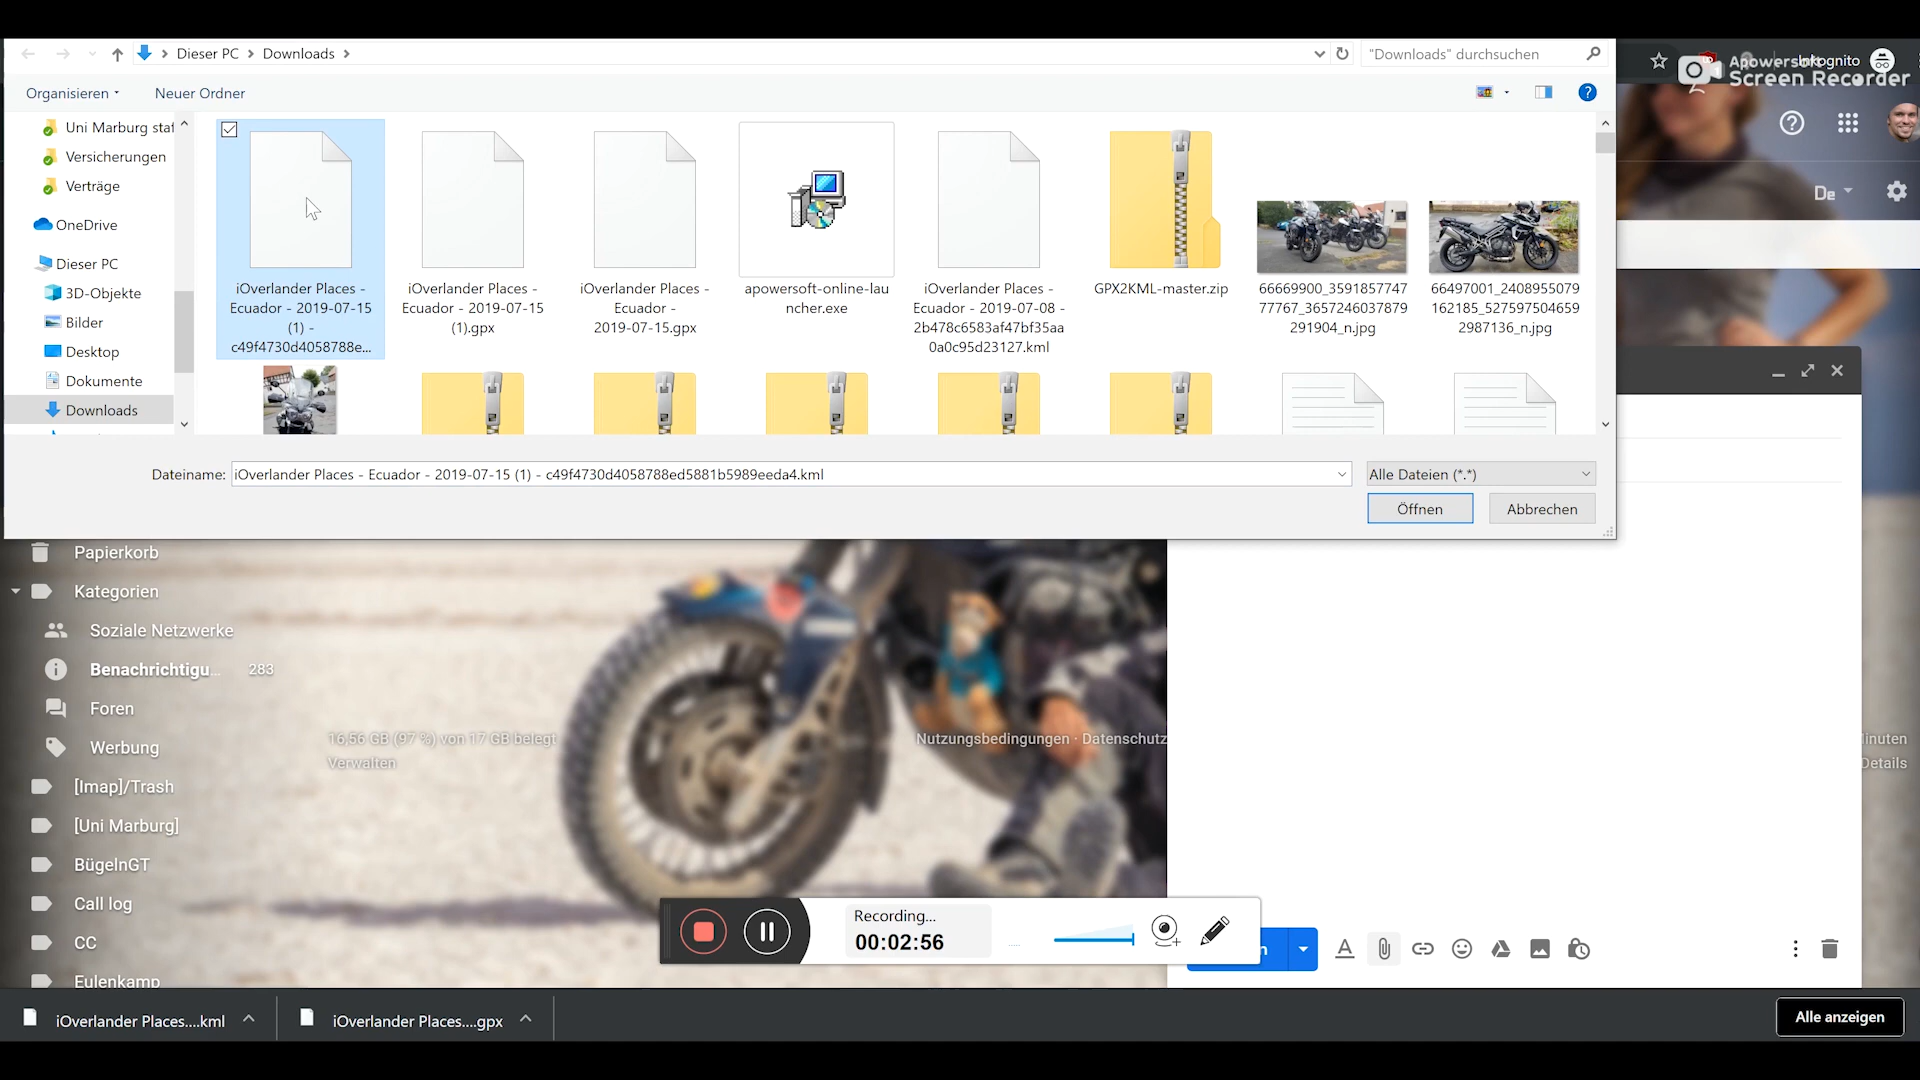 Dieser PC > Downloads >
"Downloads" durchsuchen
Inkognito
Apowersoft
Screen Recorder
Organisieren
Neuer Ordner
De
Uni Marburg staf
Versicherungen
Verträge
OneDrive
Dieser PC
3D-Objekte
Bilder
Desktop
Dokumente
Downloads
iOverlander Places -
Ecuador - 2019-07-15
(1) -
c49f4730d4058788e...
iOverlander Places -
Ecuador - 2019-07-15
(1).gpx
iOverlander Places -
Ecuador -
2019-07-15.gpx
apowersoft-online-lau
ncher.exe
iOverlander Places -
Ecuador - 2019-07-08 -
2b478c6583af47bf35aa
0a0c95d23127.kml
GPX2KML-master.zip
66669900_3591857747
77767_3657246037879
291904_n.jpg
66497001_2408955079
162185_527597504659
2987136_n.jpg
Dateiname:
iOverlander Places - Ecuador - 2019-07-15 (1) - c49f4730d4058788ed5881b5989eeda4.kml
Alle Dateien (*.*)
Öffnen
Abbrechen
Papierkorb
Kategorien
Soziale Netzwerke
Benachrichtigu... 283
Foren
Werbung
[Imap]/Trash
[Uni Marburg]
BügelnGT
Call log
CC
Eulenkamp
16,56 GB (97 %) von 17 GB belegt
Verwalten
Nutzungsbedingungen · Datenschutz
inuten
Details
Recording...
00:02:56
n
iOverlander Places....kml
iOverlander Places....gpx
Alle anzeigen